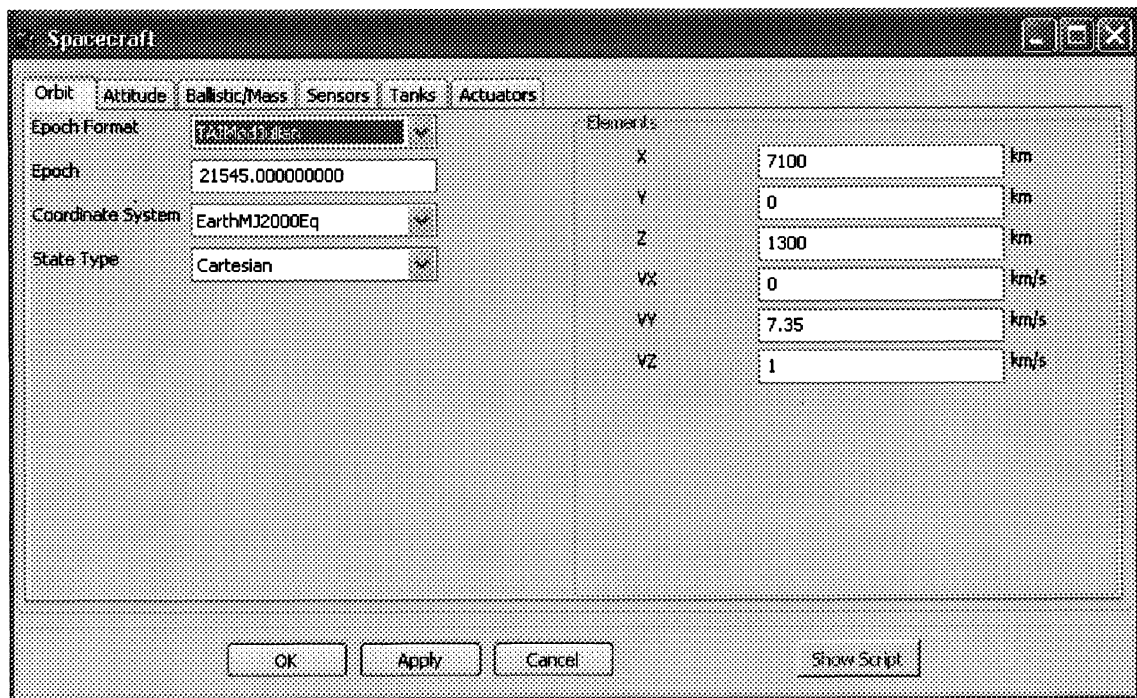 Spacecraft
Orbit Attitude Ballistic/Mass Sensors Tanks Actuators
Epoch Format TAIModJulian
Epoch 21545.000000000
Coordinate System EarthMJ2000Eq
State Type Cartesian
Elements
X 7100 km
Y 0 km
Z 1300 km
VX 0 km/s
VY 7.35 km/s
VZ 1 km/s
OK Apply Cancel Show Script